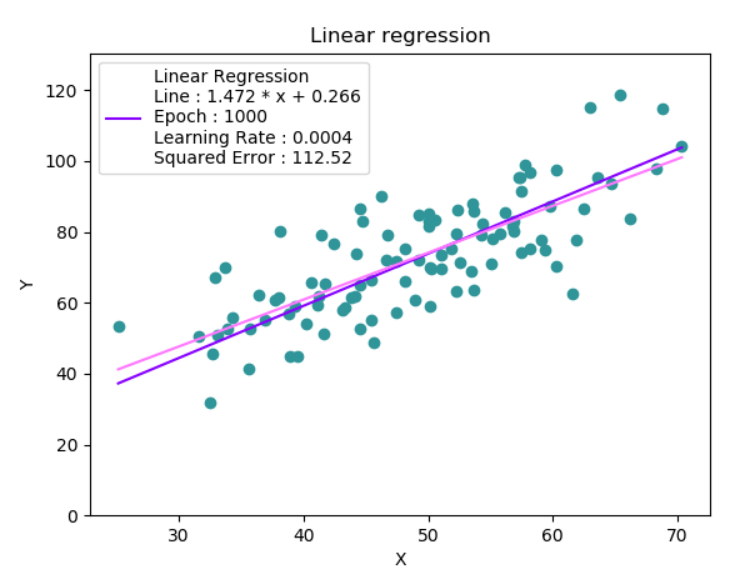 Linear regression
Linear Regression
Line : 1.472 * x + 0.266
Epoch : 1000
Learning Rate : 0.0004
Squared Error : 112.52
120
100
80
60
40
20
0
Y
30 40 50 60 70
X